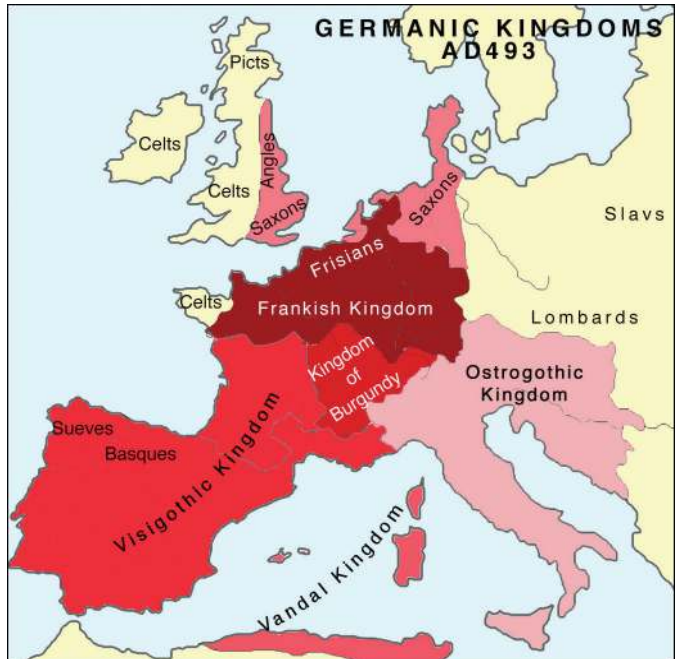 GERMANIC KINGDOMS
AD493
Picts
Celts
Angles
Celts
Saxons
Saxons
Slavs
Frisians
Celts
Frankish Kingdom
Lombards
Kingdom
of
Burgundy
Ostrogothic
Kingdom
Sueves
Basques
Visigothic Kingdom
Vandal Kingdom